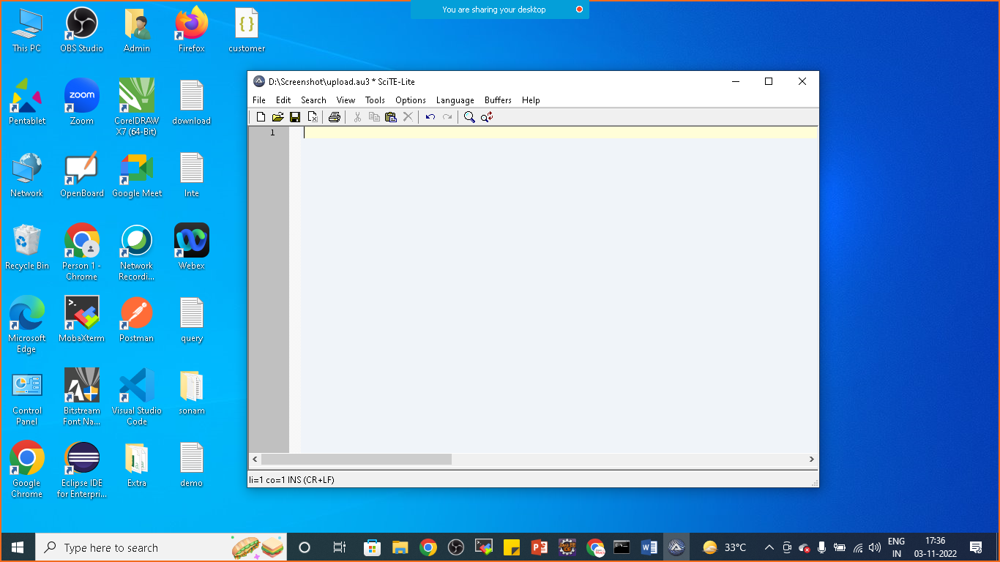 You are sharing your desktop
This PC
OBS Studio
Admin
Firefox
customer
Pentablet
Zoom
zoom
CorelDRAW
X7 (64-Bit)
download
Network
OpenBoard
Google Meet
Inte
Recycle Bin
Person 1 -
Chrome
Network
Recordi...
Webex
Microsoft
Edge
MobaXterm
Postman
query
Control
Panel
Bitstream
Font Na...
Visual Studio
Code
sonam
Google
Chrome
Eclipse IDE
for Enterpri...
Extra
demo
D:\Screenshot\upload.au3 * SciTE-Lite
File Edit Search View Tools Options Language Buffers Help
1
li=1 co=1 INS (CR+LF)
Type here to search
33°C
ENG
IN
17:36
03-11-2022